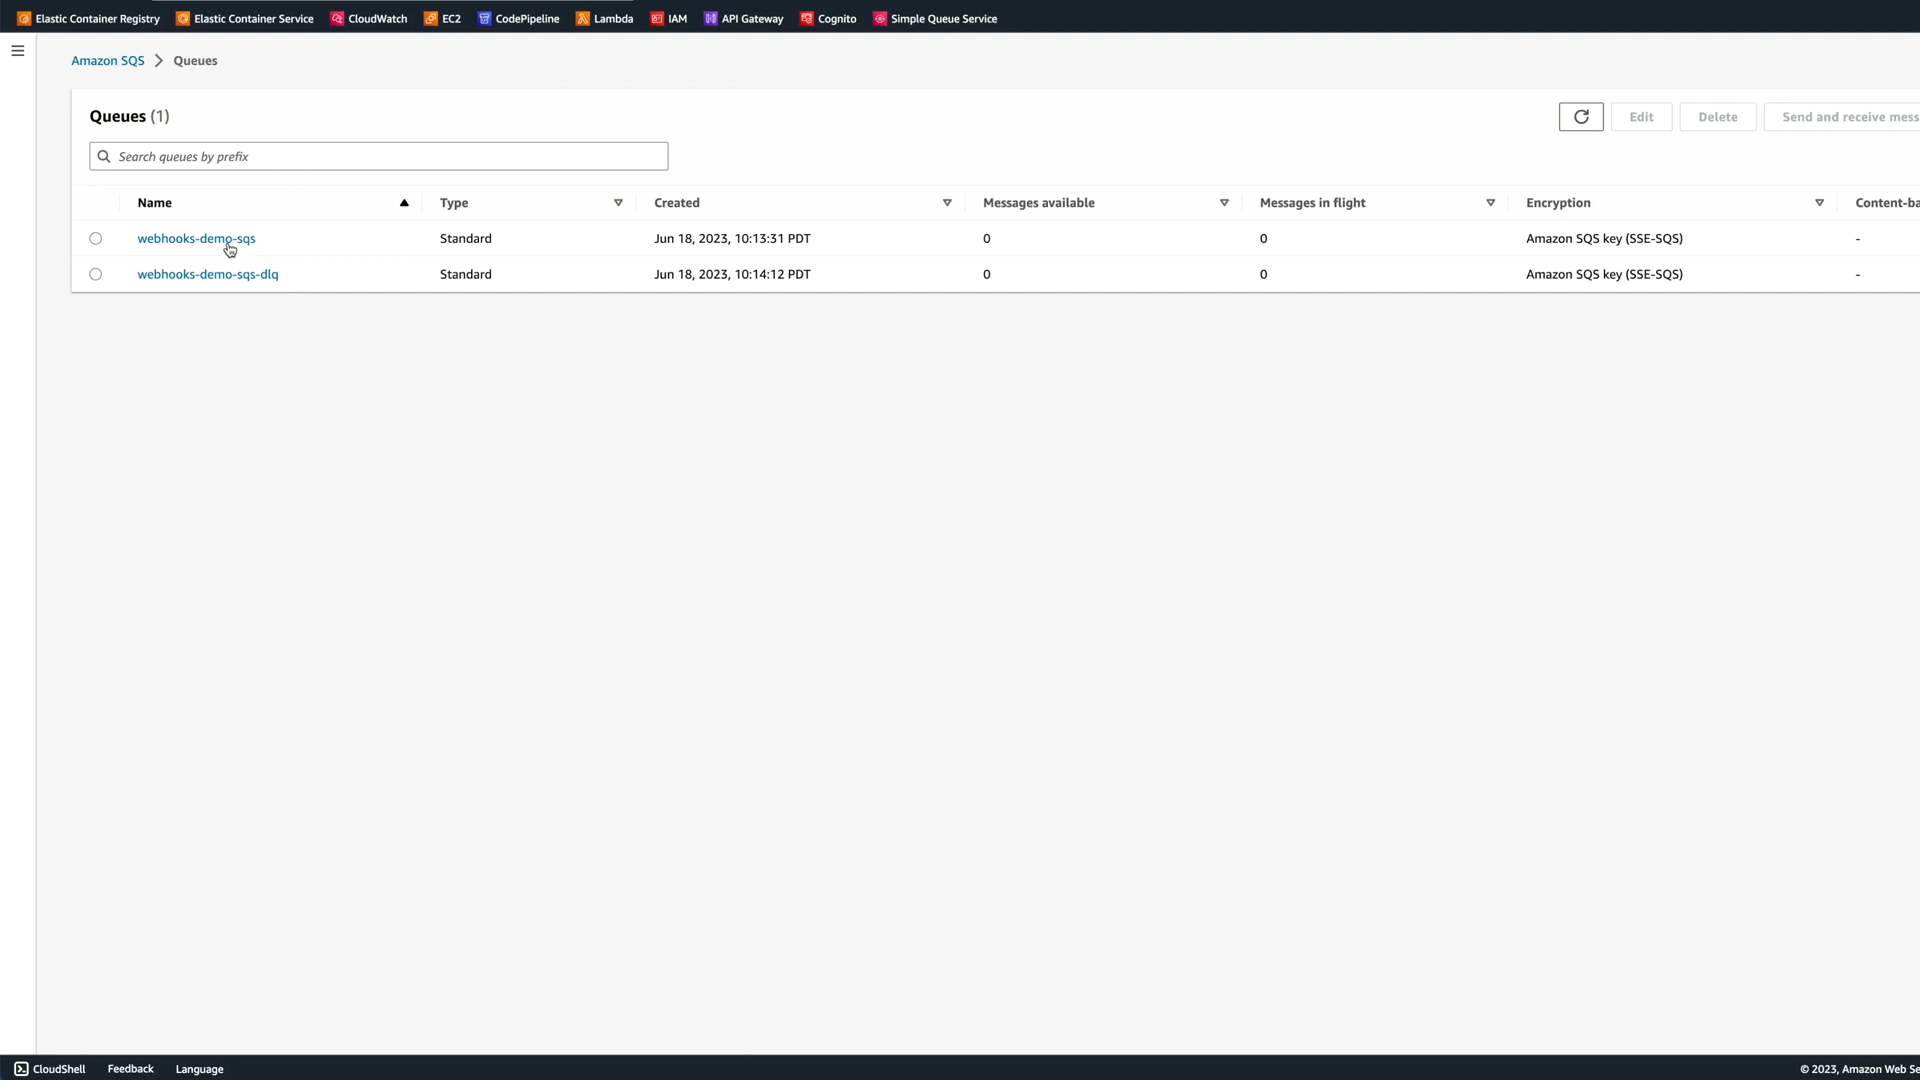 Elastic Container Registry Elastic Container Service CloudWatch EC2 CodePipeline Lambda IAM API Gateway Cognito Simple Queue Service
Amazon SQS > Queues
Queues (1)
Edit Delete Send and receive mess
Search queues by prefix
Name Type Created Messages available Messages in flight Encryption Content-ba
webhooks-demo-sqs Standard Jun 18, 2023, 10:13:31 PDT 0 0 Amazon SQS key (SSE-SQS) -
webhooks-demo-sqs-dlq Standard Jun 18, 2023, 10:14:12 PDT 0 0 Amazon SQS key (SSE-SQS) -
CloudShell Feedback Language © 2023, Amazon Web Se